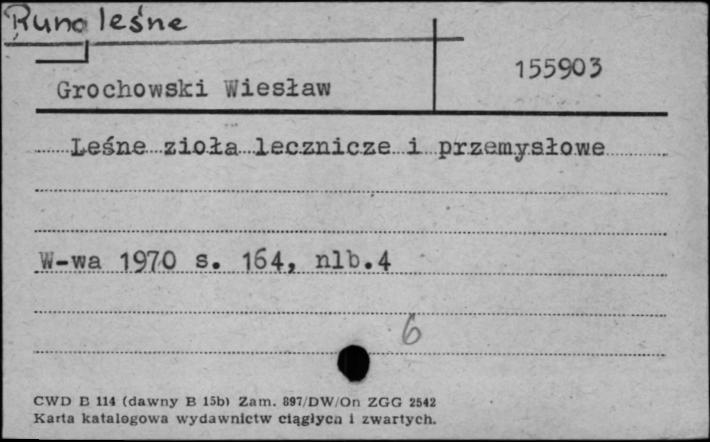 Runo leśne
155903
Grochowski Wiesław
Leśne zioła lecznicze i przemysłowe
W-wa 1970 s. 164, nlb.4
6
CWD B 114 (dawny B 15b) Zam. 897/DW/On ZGG 2542
Karta katalogowa wydawnictw ciągłych i zwartych.